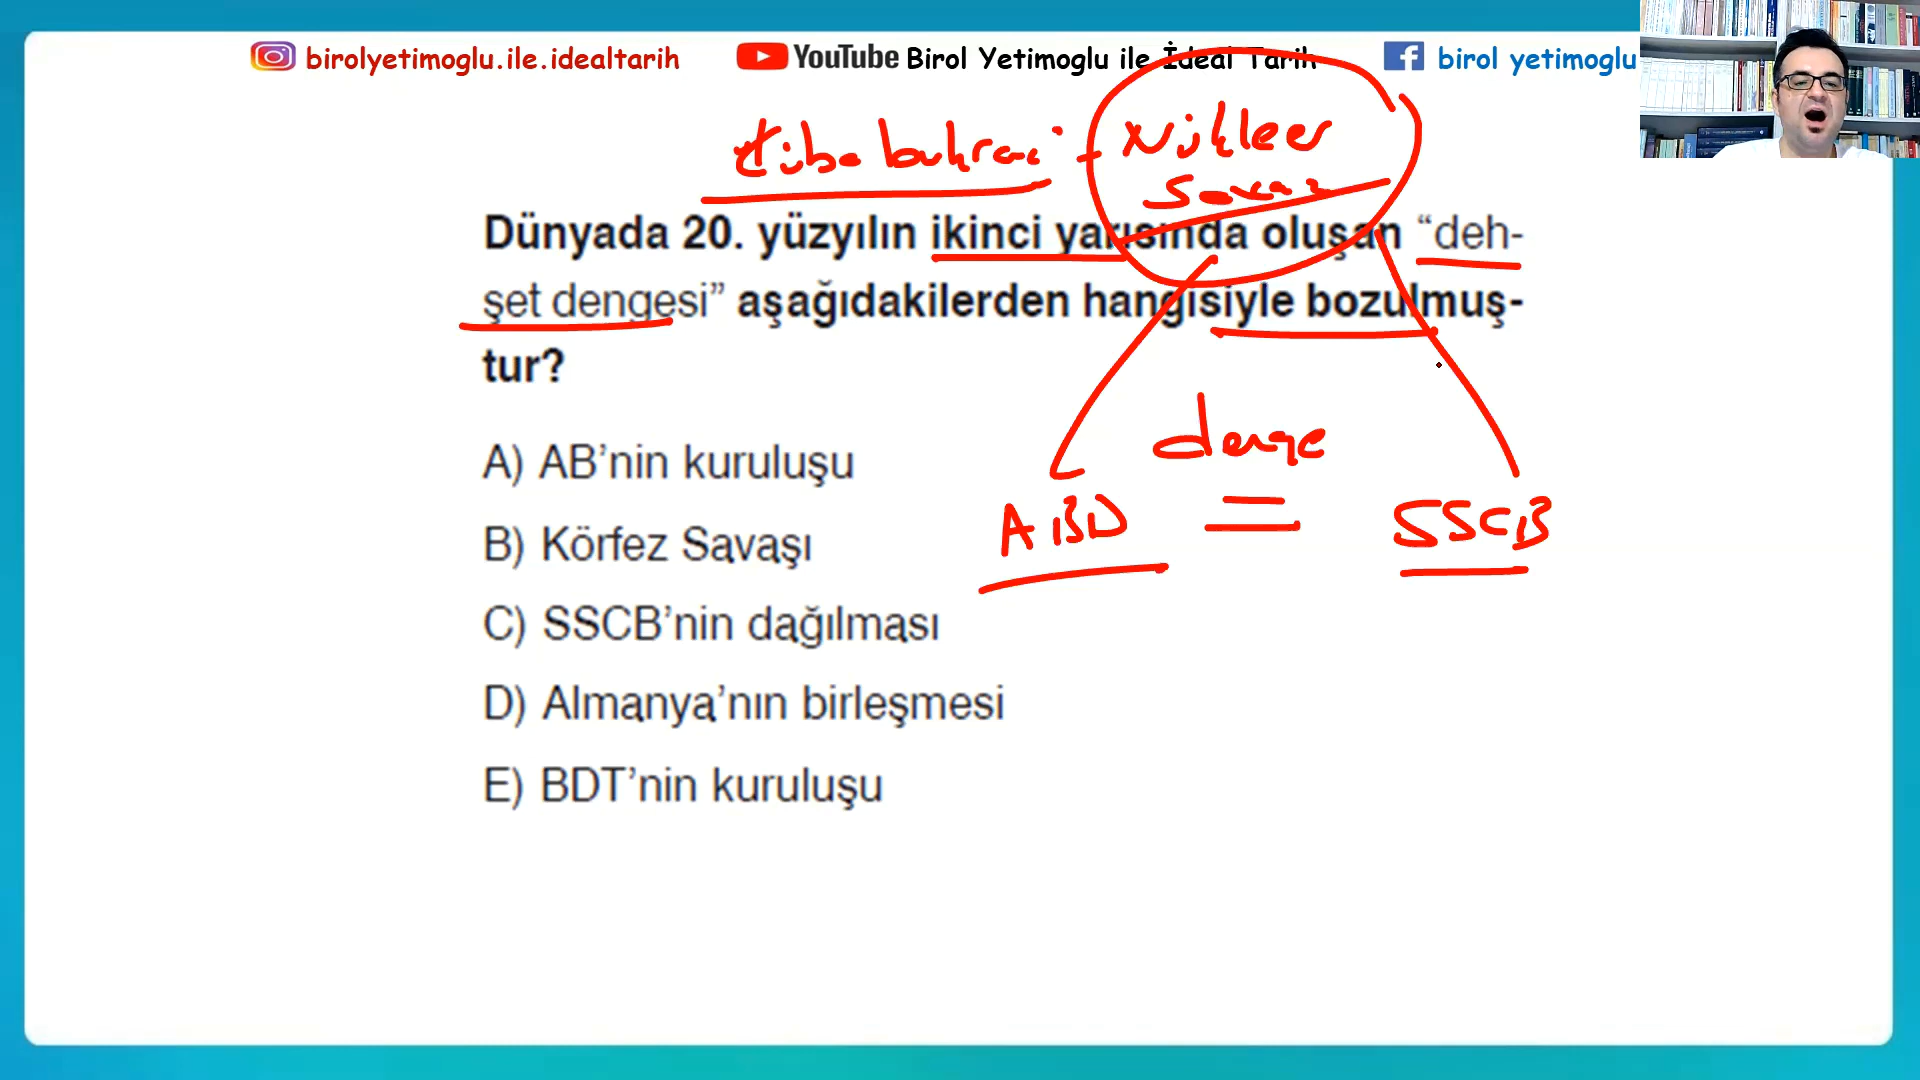 birolyetimoglu.ile.idealtarih YouTube Birol Yetimoglu ile İdeal Tarih birol yetimoglu
Küba buhranı - Nükleer
Savaş
Dünyada 20. yüzyılın ikinci yarısında oluşan “deh-
şet dengesi” aşağıdakilerden hangisiyle bozulmuş-
tur?
denge
A) AB’nin kuruluşu
ABD = SSCB
B) Körfez Savaşı
C) SSCB’nin dağılması
D) Almanya’nın birleşmesi
E) BDT’nin kuruluşu